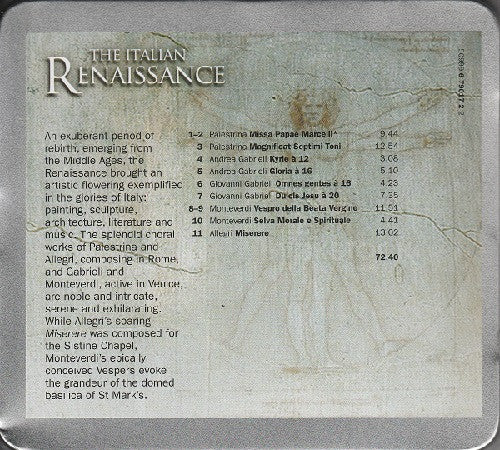 THE ITALIAN
RENAISSANCE
An exuberant period of
rebirth, emerging from
the Middle Ages, the
Renaissance brought an
artistic flowering exemplified
in the glories of Italy:
painting, sculpture,
architecture, literature and
music. The splendid choral
works of Palestrina and
Allegri, composing in Rome,
and Gabrieli and
Monteverdi, active in Venice,
are noble and intricate,
serene and exhilarating.
While Allegri's soaring
Miserere was composed for
the Sistine Chapel,
Monteverdi's epically
conceived Vespers evoke
the grandeur of the domed
basilica of St Mark's.
1–2 Palestrina Missa Papae Marcelli* 9.44
3 Palestrina Magnificat Septimi Toni 12.54
4 Andrea Gabrieli Kyrie à 12 3.08
5 Andrea Gabrieli Gloria à 16 5.10
6 Giovanni Gabrieli Omnes gentes à 16 4.23
7 Giovanni Gabrieli O Jesu à 20 7.35
8–9 Monteverdi Vespro della Beata Vergine 11.31
10 Monteverdi Selva Morale e Spirituale 4.41
11 Allegri Miserere 13.02
72.40